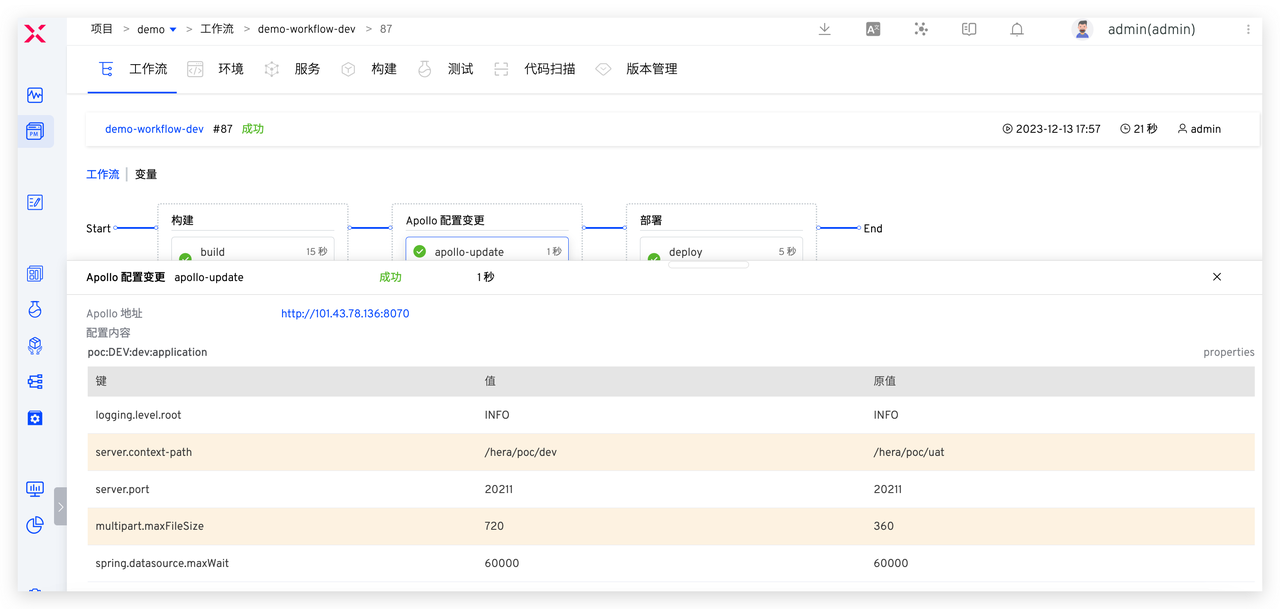 项目 > demo > 工作流 > demo-workflow-dev > 87
admin(admin)
工作流 环境 服务 构建 测试 代码扫描 版本管理
demo-workflow-dev #87 成功 2023-12-13 17:57 21 秒 admin
工作流 变量
构建 Apollo 配置变更 部署
Start End
build 15 秒 apollo-update 1 秒 deploy 5 秒
Apollo 配置变更 apollo-update 成功 1 秒
Apollo 地址 http://101.43.78.136:8070
配置内容
poc:DEV:dev:application properties
键 值 原值
logging.level.root INFO INFO
server.context-path /hera/poc/dev /hera/poc/uat
server.port 20211 20211
multipart.maxFileSize 720 360
spring.datasource.maxWait 60000 60000